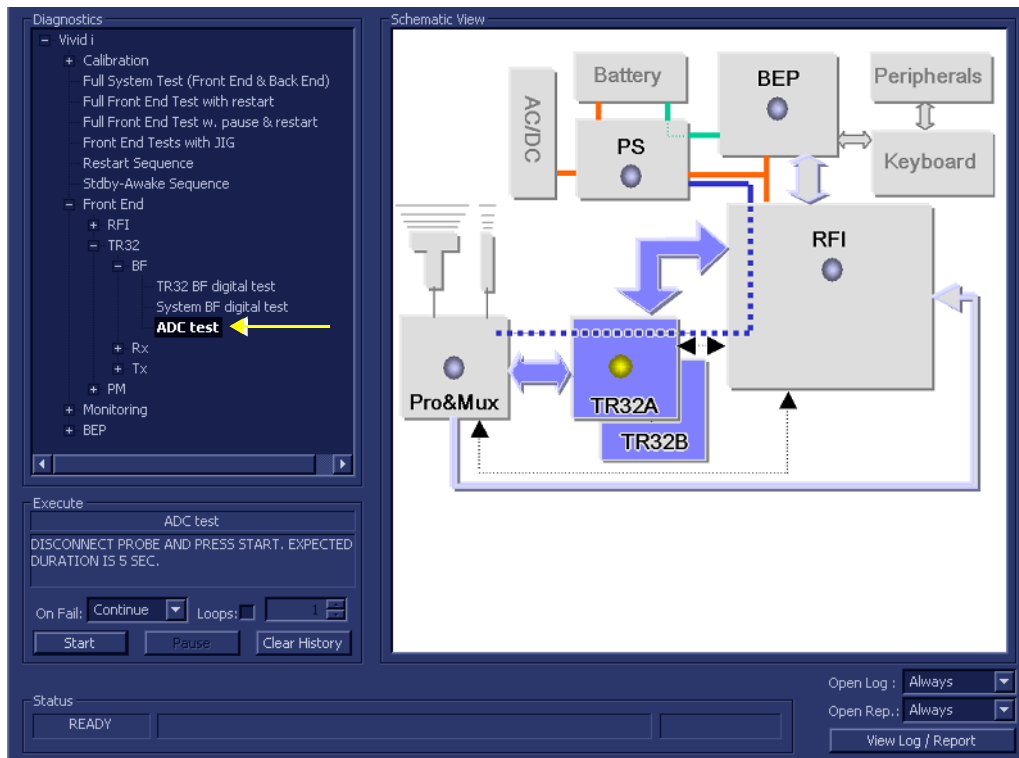 Diagnostics
Vivid i
Calibration
Full System Test (Front End & Back End)
Full Front End Test with restart
Full Front End Test w. pause & restart
Front End Tests with JIG
Restart Sequence
Stdby-Awake Sequence
Front End
RFI
TR32
BF
TR32 BF digital test
System BF digital test
ADC test
Rx
Tx
PM
Monitoring
BEP
Execute
ADC test
DISCONNECT PROBE AND PRESS START. EXPECTED
DURATION IS 5 SEC.
On Fail: Continue Loops: 1
Start Pause Clear History
Schematic View
AC/DC
Battery
PS
BEP
Peripherals
Keyboard
RFI
Pro&Mux
TR32A
TR32B
Status
READY
Open Log : Always
Open Rep.: Always
View Log / Report